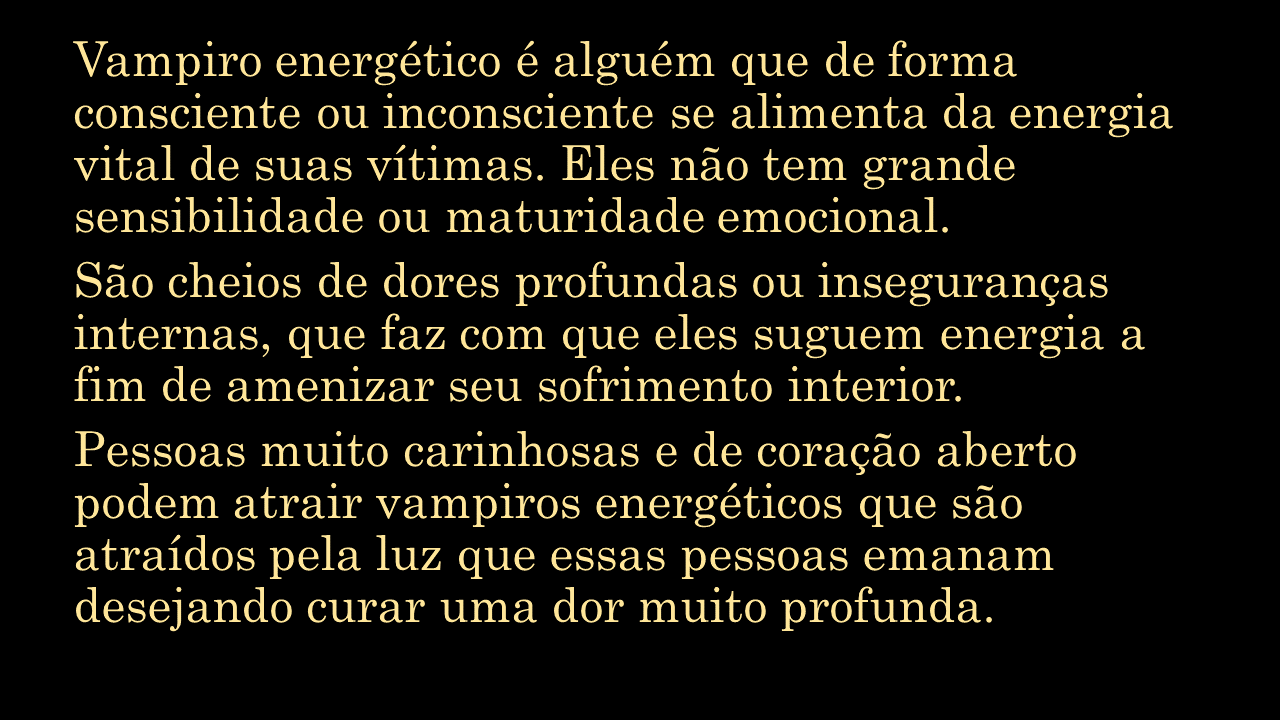 Vampiro energético é alguém que de forma
consciente ou inconsciente se alimenta da energia
vital de suas vítimas. Eles não tem grande
sensibilidade ou maturidade emocional.
São cheios de dores profundas ou inseguranças
internas, que faz com que eles suguem energia a
fim de amenizar seu sofrimento interior.
Pessoas muito carinhosas e de coração aberto
podem atrair vampiros energéticos que são
atraídos pela luz que essas pessoas emanam
desejando curar uma dor muito profunda.